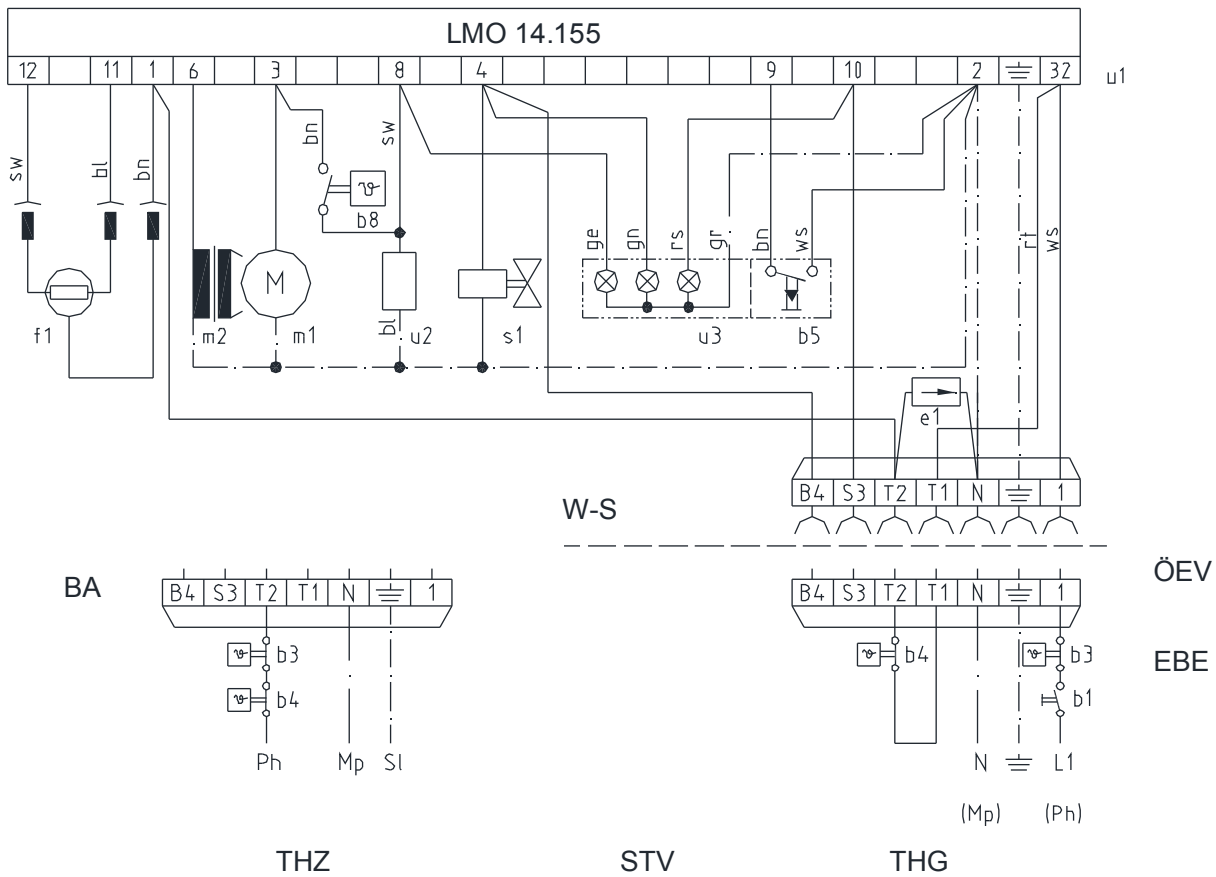 LMO 14.155
12 11 1 6 3 8 4 9 10 2 32 u1
sw bl bn bn sw
b8
ge gn rs gr bn ws rt ws
f1 m2 M m1 bl u2 s1 u3 b5
e1
B4 S3 T2 T1 N 1
W-S
ÖEV
BA B4 S3 T2 T1 N 1
B4 S3 T2 T1 N 1
b3 b4 b3
EBE
b4 b1
Ph Mp Sl N L1
(Mp) (Ph)
THZ STV THG